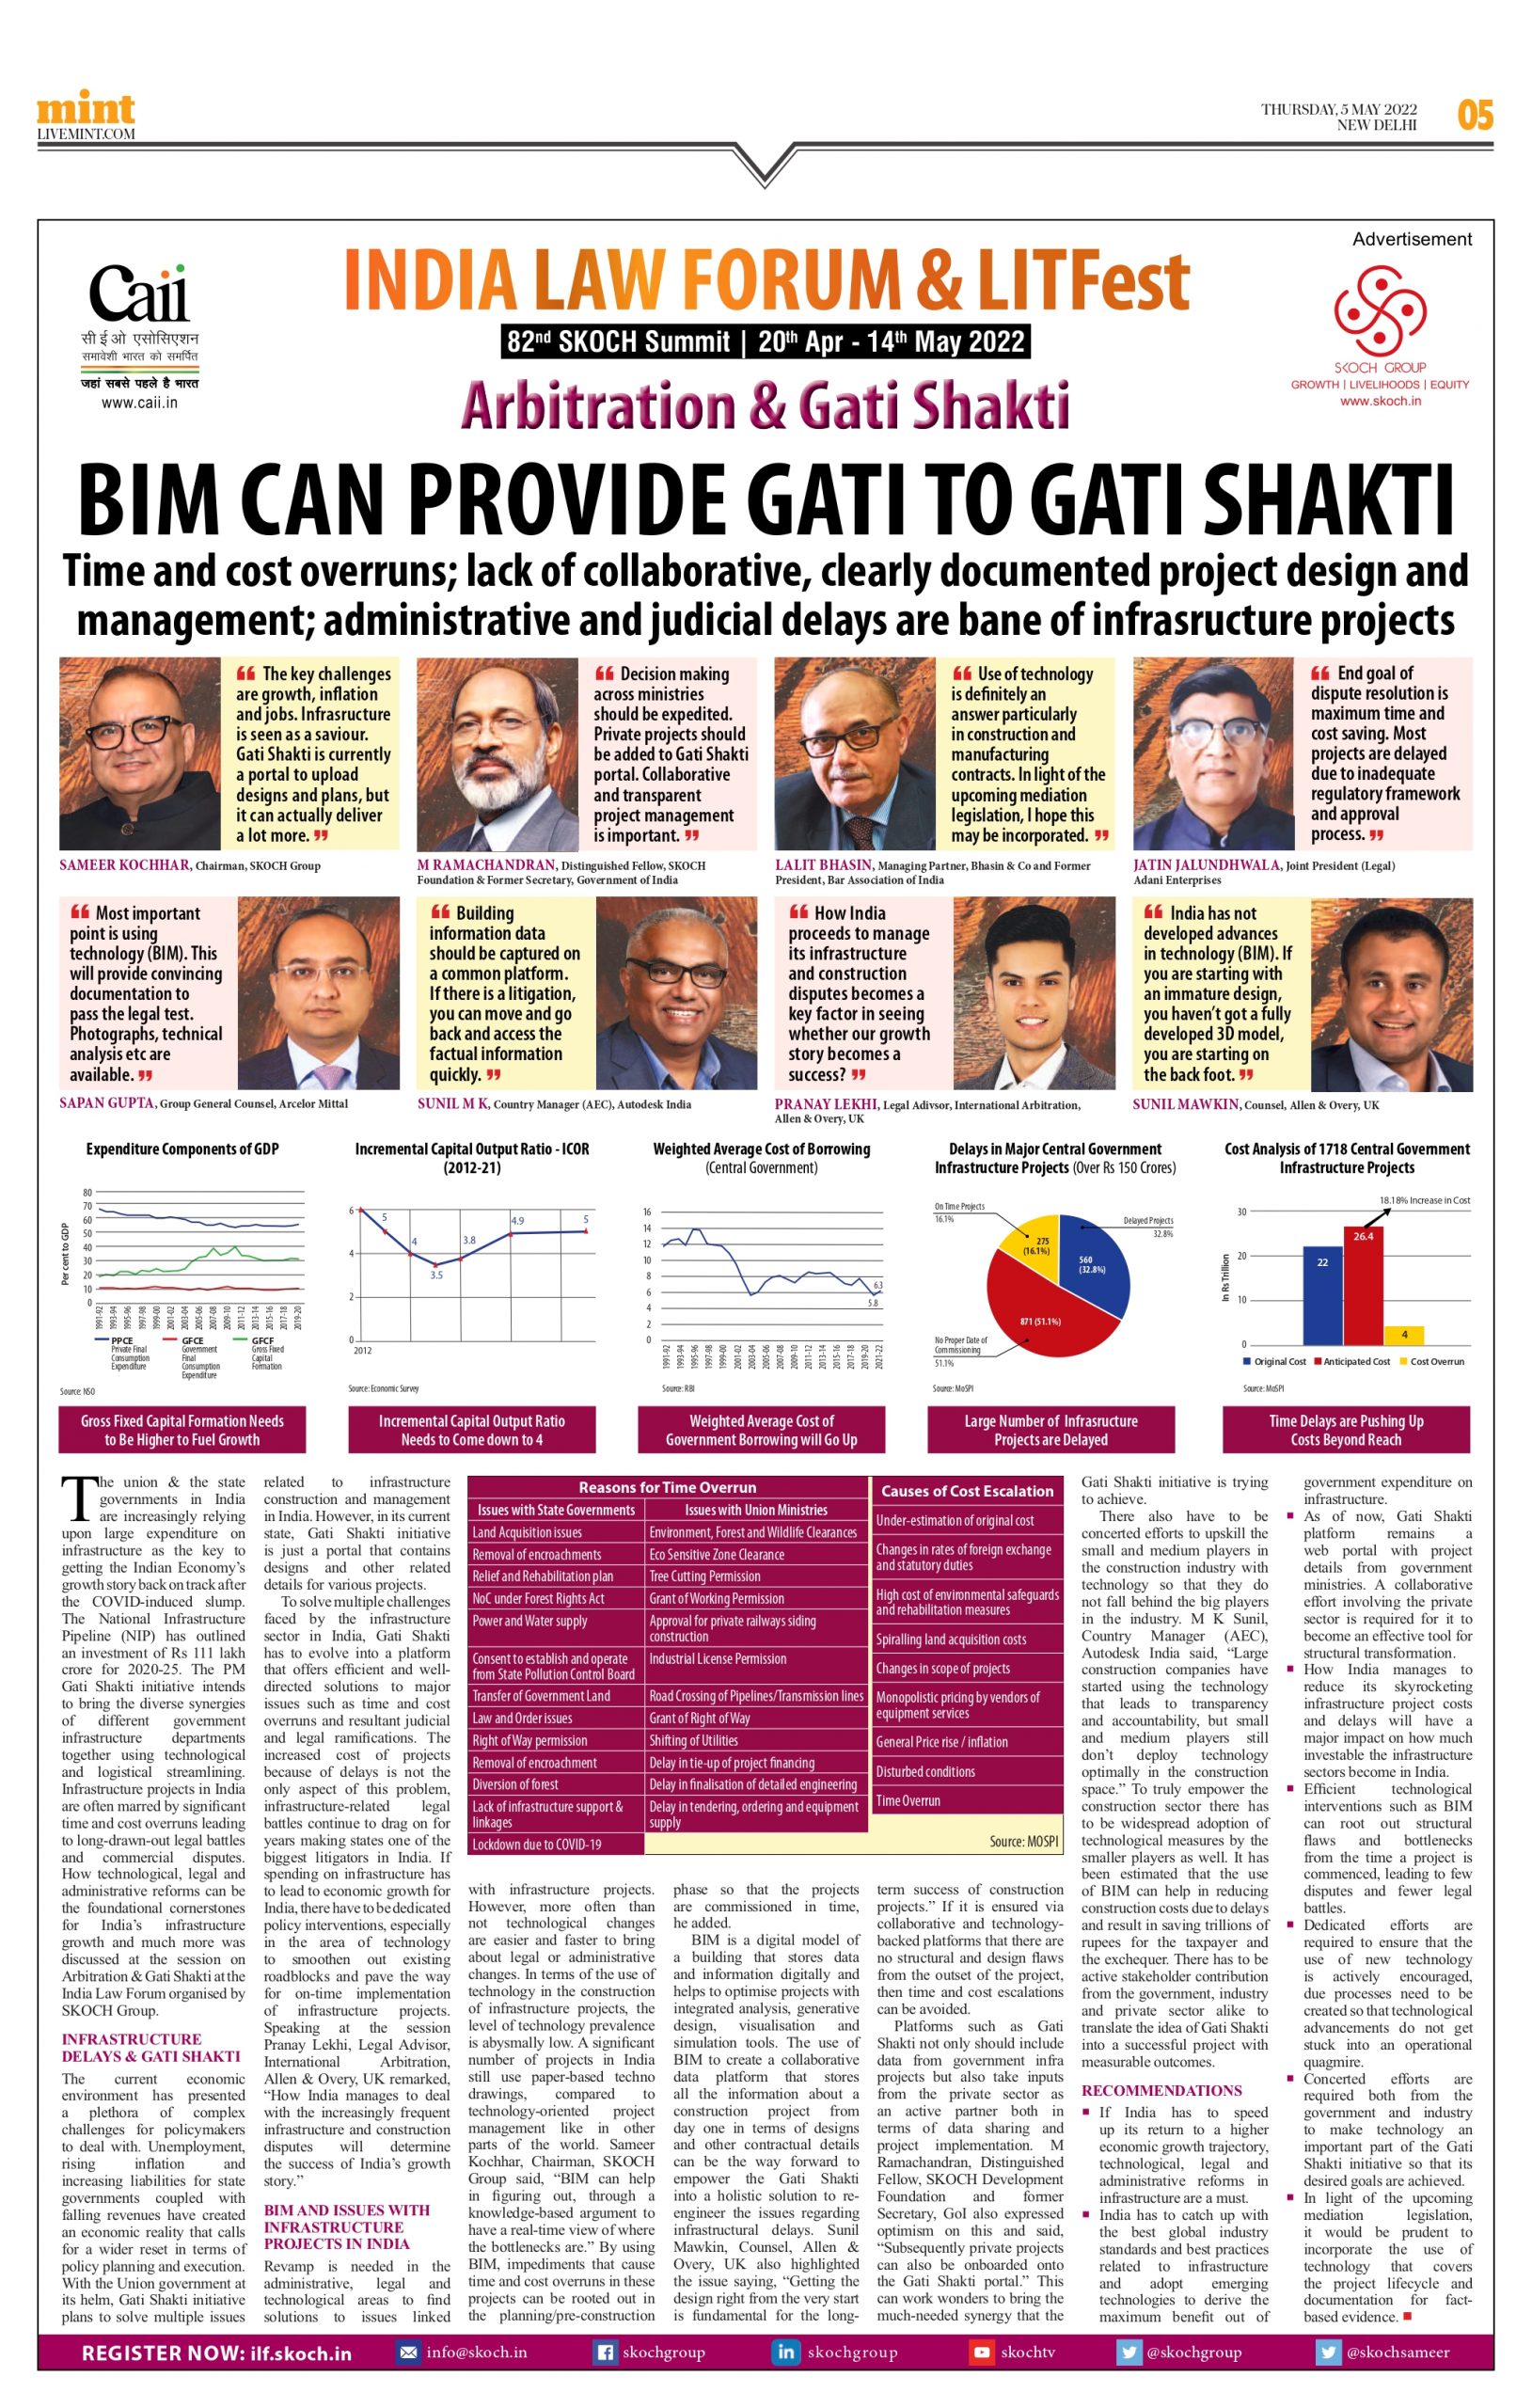 mint
LIVEMINT.COM
THURSDAY, 5 MAY 2022
NEW DELHI
05
Advertisement
Caii
सी ई ओ एसोसिएशन
समावेशी भारत को समर्पित
जहां सबसे पहले है भारत
www.caii.in
INDIA LAW FORUM & LITFest
82nd SKOCH Summit | 20th Apr - 14th May 2022
Arbitration & Gati Shakti
SKOCH GROUP
GROWTH | LIVELIHOODS | EQUITY
www.skoch.in
BIM CAN PROVIDE GATI TO GATI SHAKTI
Time and cost overruns; lack of collaborative, clearly documented project design and
management; administrative and judicial delays are bane of infrasructure projects
“ The key challenges
are growth, inflation
and jobs. Infrasructure
is seen as a saviour.
Gati Shakti is currently
a portal to upload
designs and plans, but
it can actually deliver
a lot more. ”
SAMEER KOCHHAR, Chairman, SKOCH Group
“ Decision making
across ministries
should be expedited.
Private projects should
be added to Gati Shakti
portal. Collaborative
and transparent
project management
is important. ”
M RAMACHANDRAN, Distinguished Fellow, SKOCH
Foundation & Former Secretary, Government of India
“ Use of technology
is definitely an
answer particularly
in construction and
manufacturing
contracts. In light of the
upcoming mediation
legislation, I hope this
may be incorporated. ”
LALIT BHASIN, Managing Partner, Bhasin & Co and Former
President, Bar Association of India
“ End goal of
dispute resolution is
maximum time and
cost saving. Most
projects are delayed
due to inadequate
regulatory framework
and approval
process. ”
JATIN JALUNDHWALA, Joint President (Legal)
Adani Enterprises
“ Most important
point is using
technology (BIM). This
will provide convincing
documentation to
pass the legal test.
Photographs, technical
analysis etc are
available. ”
SAPAN GUPTA, Group General Counsel, Arcelor Mittal
“ Building
information data
should be captured on
a common platform.
If there is a litigation,
you can move and go
back and access the
factual information
quickly. ”
SUNIL M K, Country Manager (AEC), Autodesk India
“ How India
proceeds to manage
its infrastructure
and construction
disputes becomes a
key factor in seeing
whether our growth
story becomes a
success? ”
PRANAY LEKHI, Legal Adivsor, International Arbitration,
Allen & Overy, UK
“ India has not
developed advances
in technology (BIM). If
you are starting with
an immature design,
you haven't got a fully
developed 3D model,
you are starting on
the back foot. ”
SUNIL MAWKIN, Counsel, Allen & Overy, UK
Expenditure Components of GDP
Per cent to GDP
80
70
60
50
40
30
20
10
0
1991-92 1993-94 1995-96 1997-98 1999-00 2001-02 2003-04 2005-06 2007-08 2009-10 2011-12 2013-14 2015-16 2017-18 2019-20
PPCE
Private Final
Consumption
Expenditure
GFCE
Government
Final
Consumption
Expenditure
GFCF
Gross Fixed
Capital
Formation
Source: NSO
Gross Fixed Capital Formation Needs
to Be Higher to Fuel Growth
Incremental Capital Output Ratio - ICOR
(2012-21)
6
4
2
0
5
4
3.5
3.8
4.9
5
2012
Source: Economic Survey
Incremental Capital Output Ratio
Needs to Come down to 4
Weighted Average Cost of Borrowing
(Central Government)
16
14
12
10
8
6
4
2
0
6.3
5.8
1991-92 1993-94 1995-96 1997-98 1999-00 2001-02 2003-04 2005-06 2007-08 2009-10 2011-12 2013-14 2015-16 2017-18 2019-20 2021-22
Source: RBI
Weighted Average Cost of
Government Borrowing will Go Up
Delays in Major Central Government
Infrastructure Projects (Over Rs 150 Crores)
On Time Projects
16.1%
275
(16.1%)
Delayed Projects
32.8%
560
(32.8%)
871 (51.1%)
No Proper Date of
Commissioning
51.1%
Source: MoSPI
Large Number of Infrasructure
Projects are Delayed
Cost Analysis of 1718 Central Government
Infrastructure Projects
18.18% Increase in Cost
In Rs Trillion
30
20
10
0
22
26.4
4
Original Cost Anticipated Cost Cost Overrun
Source: MoSPI
Time Delays are Pushing Up
Costs Beyond Reach
The union & the state
governments in India
are increasingly relying
upon large expenditure on
infrastructure as the key to
getting the Indian Economy's
growth story back on track after
the COVID-induced slump.
The National Infrastructure
Pipeline (NIP) has outlined
an investment of Rs 111 lakh
crore for 2020-25. The PM
Gati Shakti initiative intends
to bring the diverse synergies
of different government
infrastructure departments
together using technological
and logistical streamlining.
Infrastructure projects in India
are often marred by significant
time and cost overruns leading
to long-drawn-out legal battles
and commercial disputes.
How technological, legal and
administrative reforms can be
the foundational cornerstones
for India's infrastructure
growth and much more was
discussed at the session on
Arbitration & Gati Shakti at the
India Law Forum organised by
SKOCH Group.
INFRASTRUCTURE
DELAYS & GATI SHAKTI
The current economic
environment has presented
a plethora of complex
challenges for policymakers
to deal with. Unemployment,
rising inflation and
increasing liabilities for state
governments coupled with
falling revenues have created
an economic reality that calls
for a wider reset in terms of
policy planning and execution.
With the Union government at
its helm, Gati Shakti initiative
plans to solve multiple issues
related to infrastructure
construction and management
in India. However, in its current
state, Gati Shakti initiative
is just a portal that contains
designs and other related
details for various projects.
To solve multiple challenges
faced by the infrastructure
sector in India, Gati Shakti
has to evolve into a platform
that offers efficient and well-
directed solutions to major
issues such as time and cost
overruns and resultant judicial
and legal ramifications. The
increased cost of projects
because of delays is not the
only aspect of this problem,
infrastructure-related legal
battles continue to drag on for
years making states one of the
biggest litigators in India. If
spending on infrastructure has
to lead to economic growth for
India, there have to be dedicated
policy interventions, especially
in the area of technology
to smoothen out existing
roadblocks and pave the way
for on-time implementation
of infrastructure projects.
Speaking at the session
Pranay Lekhi, Legal Advisor,
International Arbitration,
Allen & Overy, UK remarked,
“How India manages to deal
with the increasingly frequent
infrastructure and construction
disputes will determine
the success of India's growth
story.”
BIM AND ISSUES WITH
INFRASTRUCTURE
PROJECTS IN INDIA
Revamp is needed in the
administrative, legal and
technological areas to find
solutions to issues linked
Reasons for Time Overrun
Issues with State Governments Issues with Union Ministries
Land Acquisition issues Environment, Forest and Wildlife Clearances
Removal of encroachments Eco Sensitive Zone Clearance
Relief and Rehabilitation plan Tree Cutting Permission
NoC under Forest Rights Act Grant of Working Permission
Power and Water supply Approval for private railways siding
construction
Consent to establish and operate Industrial License Permission
from State Pollution Control Board
Transfer of Government Land Road Crossing of Pipelines/Transmission lines
Law and Order issues Grant of Right of Way
Right of Way permission Shifting of Utilities
Removal of encroachment Delay in tie-up of project financing
Diversion of forest Delay in finalisation of detailed engineering
Lack of infrastructure support & Delay in tendering, ordering and equipment
linkages supply
Lockdown due to COVID-19
Causes of Cost Escalation
Under-estimation of original cost
Changes in rates of foreign exchange
and statutory duties
High cost of environmental safeguards
and rehabilitation measures
Spiralling land acquisition costs
Changes in scope of projects
Monopolistic pricing by vendors of
equipment services
General Price rise / inflation
Disturbed conditions
Time Overrun
Source: MOSPI
with infrastructure projects.
However, more often than
not technological changes
are easier and faster to bring
about legal or administrative
changes. In terms of the use of
technology in the construction
of infrastructure projects, the
level of technology prevalence
is abysmally low. A significant
number of projects in India
still use paper-based techno
drawings, compared to
technology-oriented project
management like in other
parts of the world. Sameer
Kochhar, Chairman, SKOCH
Group said, “BIM can help
in figuring out, through a
knowledge-based argument to
have a real-time view of where
the bottlenecks are.” By using
BIM, impediments that cause
time and cost overruns in these
projects can be rooted out in
the planning/pre-construction
phase so that the projects
are commissioned in time,
he added.
BIM is a digital model of
a building that stores data
and information digitally and
helps to optimise projects with
integrated analysis, generative
design, visualisation and
simulation tools. The use of
BIM to create a collaborative
data platform that stores
all the information about a
construction project from
day one in terms of designs
and other contractual details
can be the way forward to
empower the Gati Shakti
into a holistic solution to re-
engineer the issues regarding
infrastructural delays. Sunil
Mawkin, Counsel, Allen &
Overy, UK also highlighted
the issue saying, “Getting the
design right from the very start
is fundamental for the long-
term success of construction
projects.” If it is ensured via
collaborative and technology-
backed platforms that there are
no structural and design flaws
from the outset of the project,
then time and cost escalations
can be avoided.
Platforms such as Gati
Shakti not only should include
data from government infra
projects but also take inputs
from the private sector as
an active partner both in
terms of data sharing and
project implementation. M
Ramachandran, Distinguished
Fellow, SKOCH Development
Foundation and former
Secretary, GoI also expressed
optimism on this and said,
“Subsequently private projects
can also be onboarded onto
the Gati Shakti portal.” This
can work wonders to bring the
much-needed synergy that the
Gati Shakti initiative is trying
to achieve.
There also have to be
concerted efforts to upskill the
small and medium players in
the construction industry with
technology so that they do
not fall behind the big players
in the industry. M K Sunil,
Country Manager (AEC),
Autodesk India said, “Large
construction companies have
started using the technology
that leads to transparency
and accountability, but small
and medium players still
don't deploy technology
optimally in the construction
space.” To truly empower the
construction sector there has
to be widespread adoption of
technological measures by the
smaller players as well. It has
been estimated that the use
of BIM can help in reducing
construction costs due to delays
and result in saving trillions of
rupees for the taxpayer and
the exchequer. There has to be
active stakeholder contribution
from the government, industry
and private sector alike to
translate the idea of Gati Shakti
into a successful project with
measurable outcomes.
RECOMMENDATIONS
■ If India has to speed
up its return to a higher
economic growth trajectory,
technological, legal and
administrative reforms in
infrastructure are a must.
■ India has to catch up with
the best global industry
standards and best practices
related to infrastructure
and adopt emerging
technologies to derive the
maximum benefit out of
government expenditure on
infrastructure.
■ As of now, Gati Shakti
platform remains a
web portal with project
details from government
ministries. A collaborative
effort involving the private
sector is required for it to
become an effective tool for
structural transformation.
■ How India manages to
reduce its skyrocketing
infrastructure project costs
and delays will have a
major impact on how much
investable the infrastructure
sectors become in India.
■ Efficient technological
interventions such as BIM
can root out structural
flaws and bottlenecks
from the time a project is
commenced, leading to few
disputes and fewer legal
battles.
■ Dedicated efforts are
required to ensure that the
use of new technology
is actively encouraged,
due processes need to be
created so that technological
advancements do not get
stuck into an operational
quagmire.
■ Concerted efforts are
required both from the
government and industry
to make technology an
important part of the Gati
Shakti initiative so that its
desired goals are achieved.
■ In light of the upcoming
mediation legislation,
it would be prudent to
incorporate the use of
technology that covers
the project lifecycle and
documentation for fact-
based evidence. ■
REGISTER NOW: ilf.skoch.in info@skoch.in skochgroup skochgroup skochtv @skochgroup @skochsameer